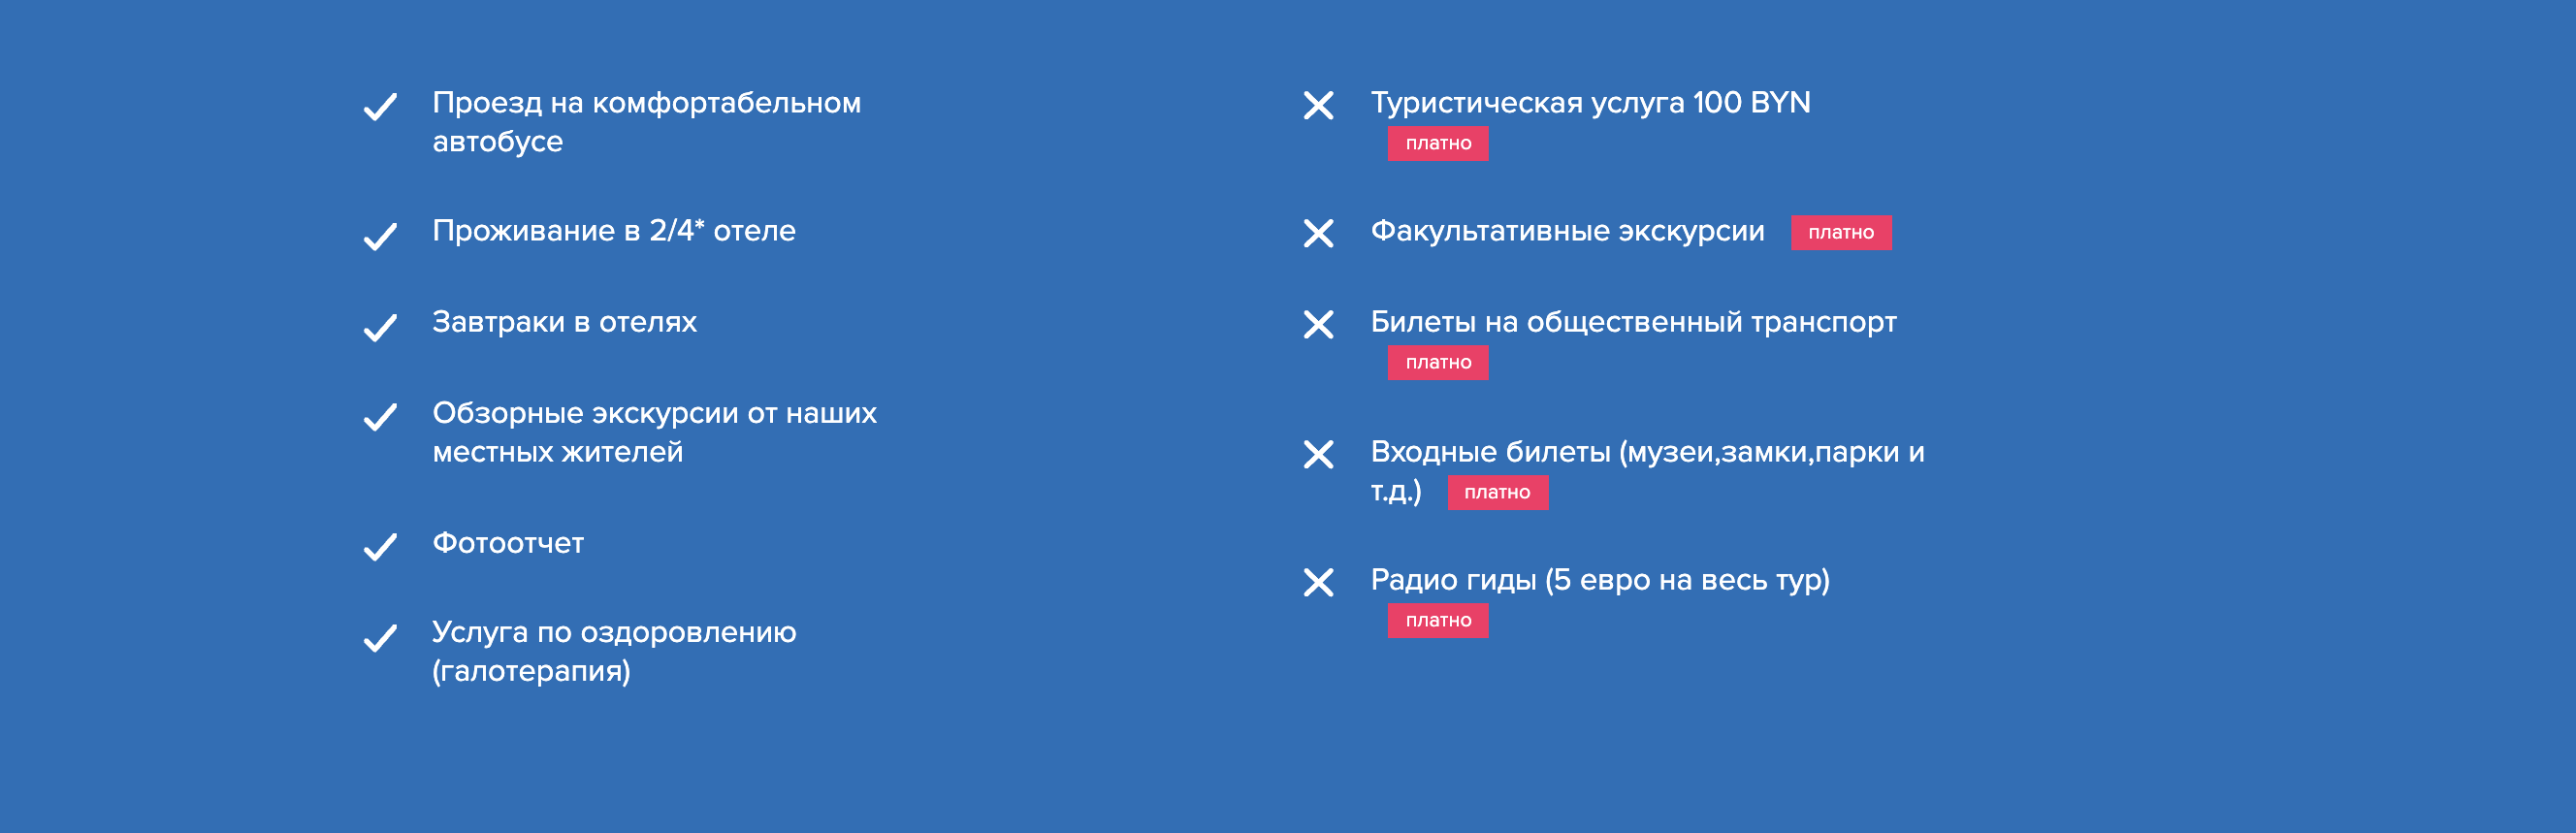 Проезд на комфортабельном
автобусе
Проживание в 2/4* отеле
Завтраки в отелях
Обзорные экскурсии от наших
местных жителей
Фотоотчет
Услуга по оздоровлению
(галотерапия)
Туристическая услуга 100 BYN
платно
Факультативные экскурсии платно
Билеты на общественный транспорт
платно
Входные билеты (музеи,замки,парки и
т.д.) платно
Радио гиды (5 евро на весь тур)
платно